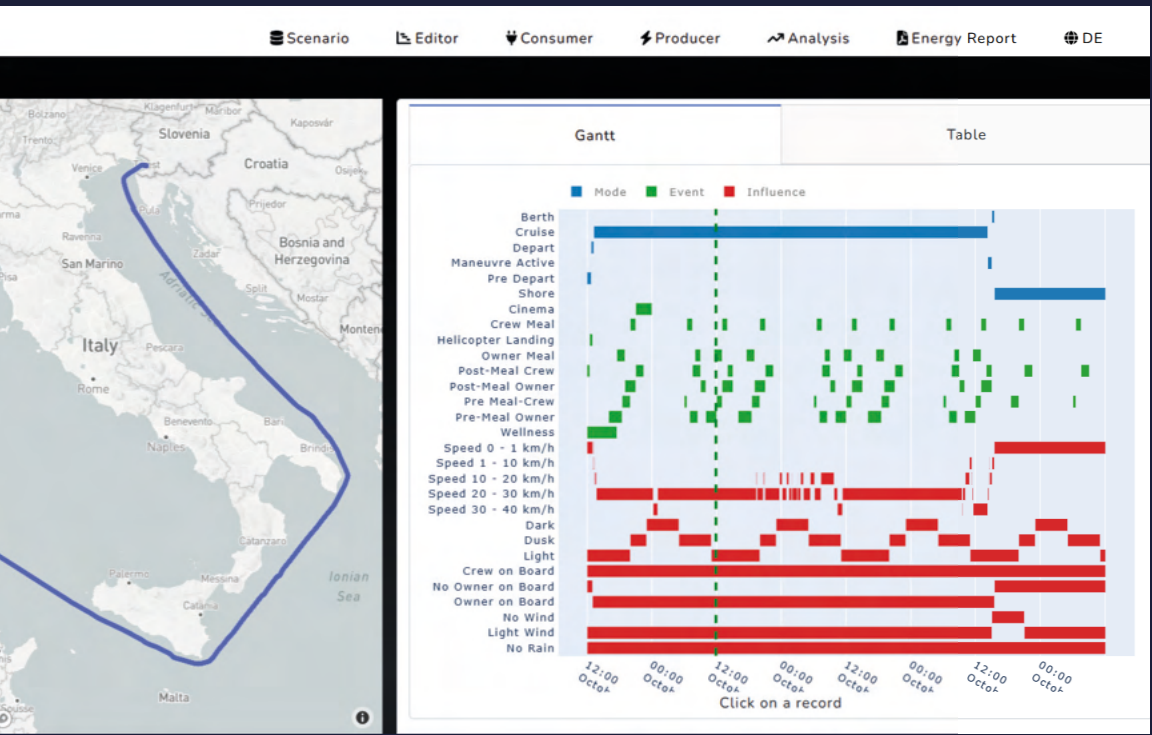 Scenario Editor Consumer Producer Analysis Energy Report DE
Bolzano
Klagenfurt
Maribor
Kaposvár
Trento
Slovenia
Venice
Croatia
Osijek
Pula
Prijedor
Ravenna
Bosnia and
Herzegovina
San Marino
Zadar
Split
Mostar
Adriatic
Italy
Pescara
Rome
Benevento
Bari
Naples
Catanzaro
Palermo
Messina
Catania
Ionian
Sea
Malta
Gantt Table
Mode Event Influence
Berth
Cruise
Depart
Maneuvre Active
Pre Depart
Shore
Cinema
Crew Meal
Helicopter Landing
Owner Meal
Post-Meal Crew
Post-Meal Owner
Pre Meal-Crew
Pre-Meal Owner
Wellness
Speed 0 - 1 km/h
Speed 1 - 10 km/h
Speed 10 - 20 km/h
Speed 20 - 30 km/h
Speed 30 - 40 km/h
Dark
Dusk
Light
Crew on Board
No Owner on Board
Owner on Board
No Wind
Light Wind
No Rain
12:00 00:00 12:00 00:00 12:00 00:00 12:00 00:00
Click on a record